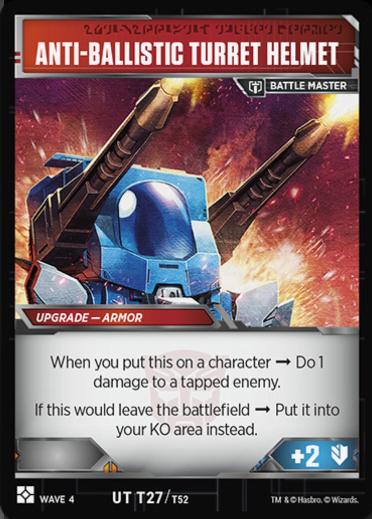 ANTI-BALLISTIC TURRET HELMET
BATTLE MASTER
UPGRADE — ARMOR
When you put this on a character → Do 1
damage to a tapped enemy.
If this would leave the battlefield → Put it into
your KO area instead.
+2
WAVE 4 UT T27/T52 TM & © Hasbro. © Wizards.